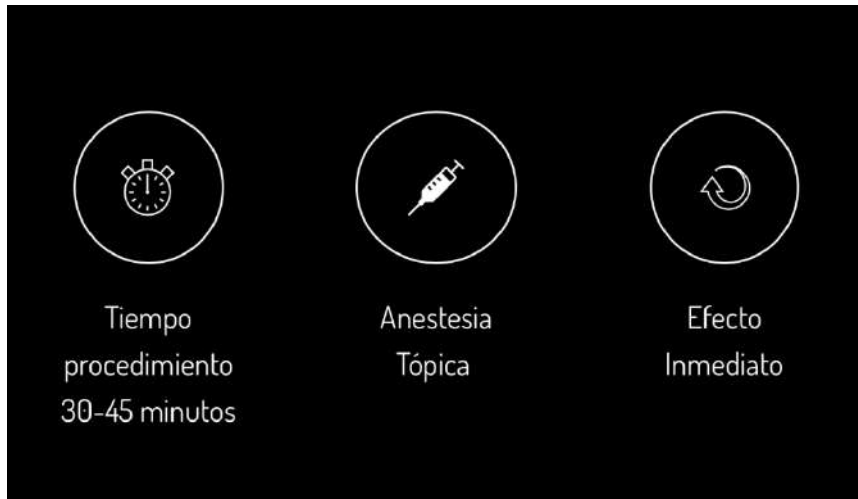 Tiempo
procedimiento
30-45 minutos
Anestesia
Tópica
Efecto
Inmediato